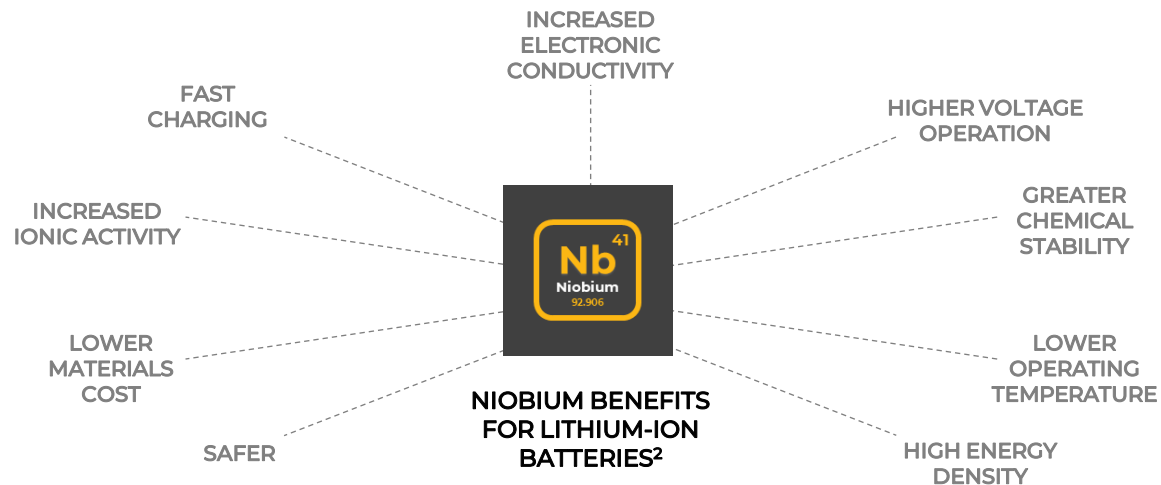 INCREASED
ELECTRONIC
CONDUCTIVITY
FAST
CHARGING
HIGHER VOLTAGE
OPERATION
INCREASED
IONIC ACTIVITY
GREATER
CHEMICAL
STABILITY
41
Nb
Niobium
92.906
LOWER
MATERIALS
COST
LOWER
OPERATING
TEMPERATURE
SAFER
NIOBIUM BENEFITS
FOR LITHIUM-ION
BATTERIES²
HIGH ENERGY
DENSITY